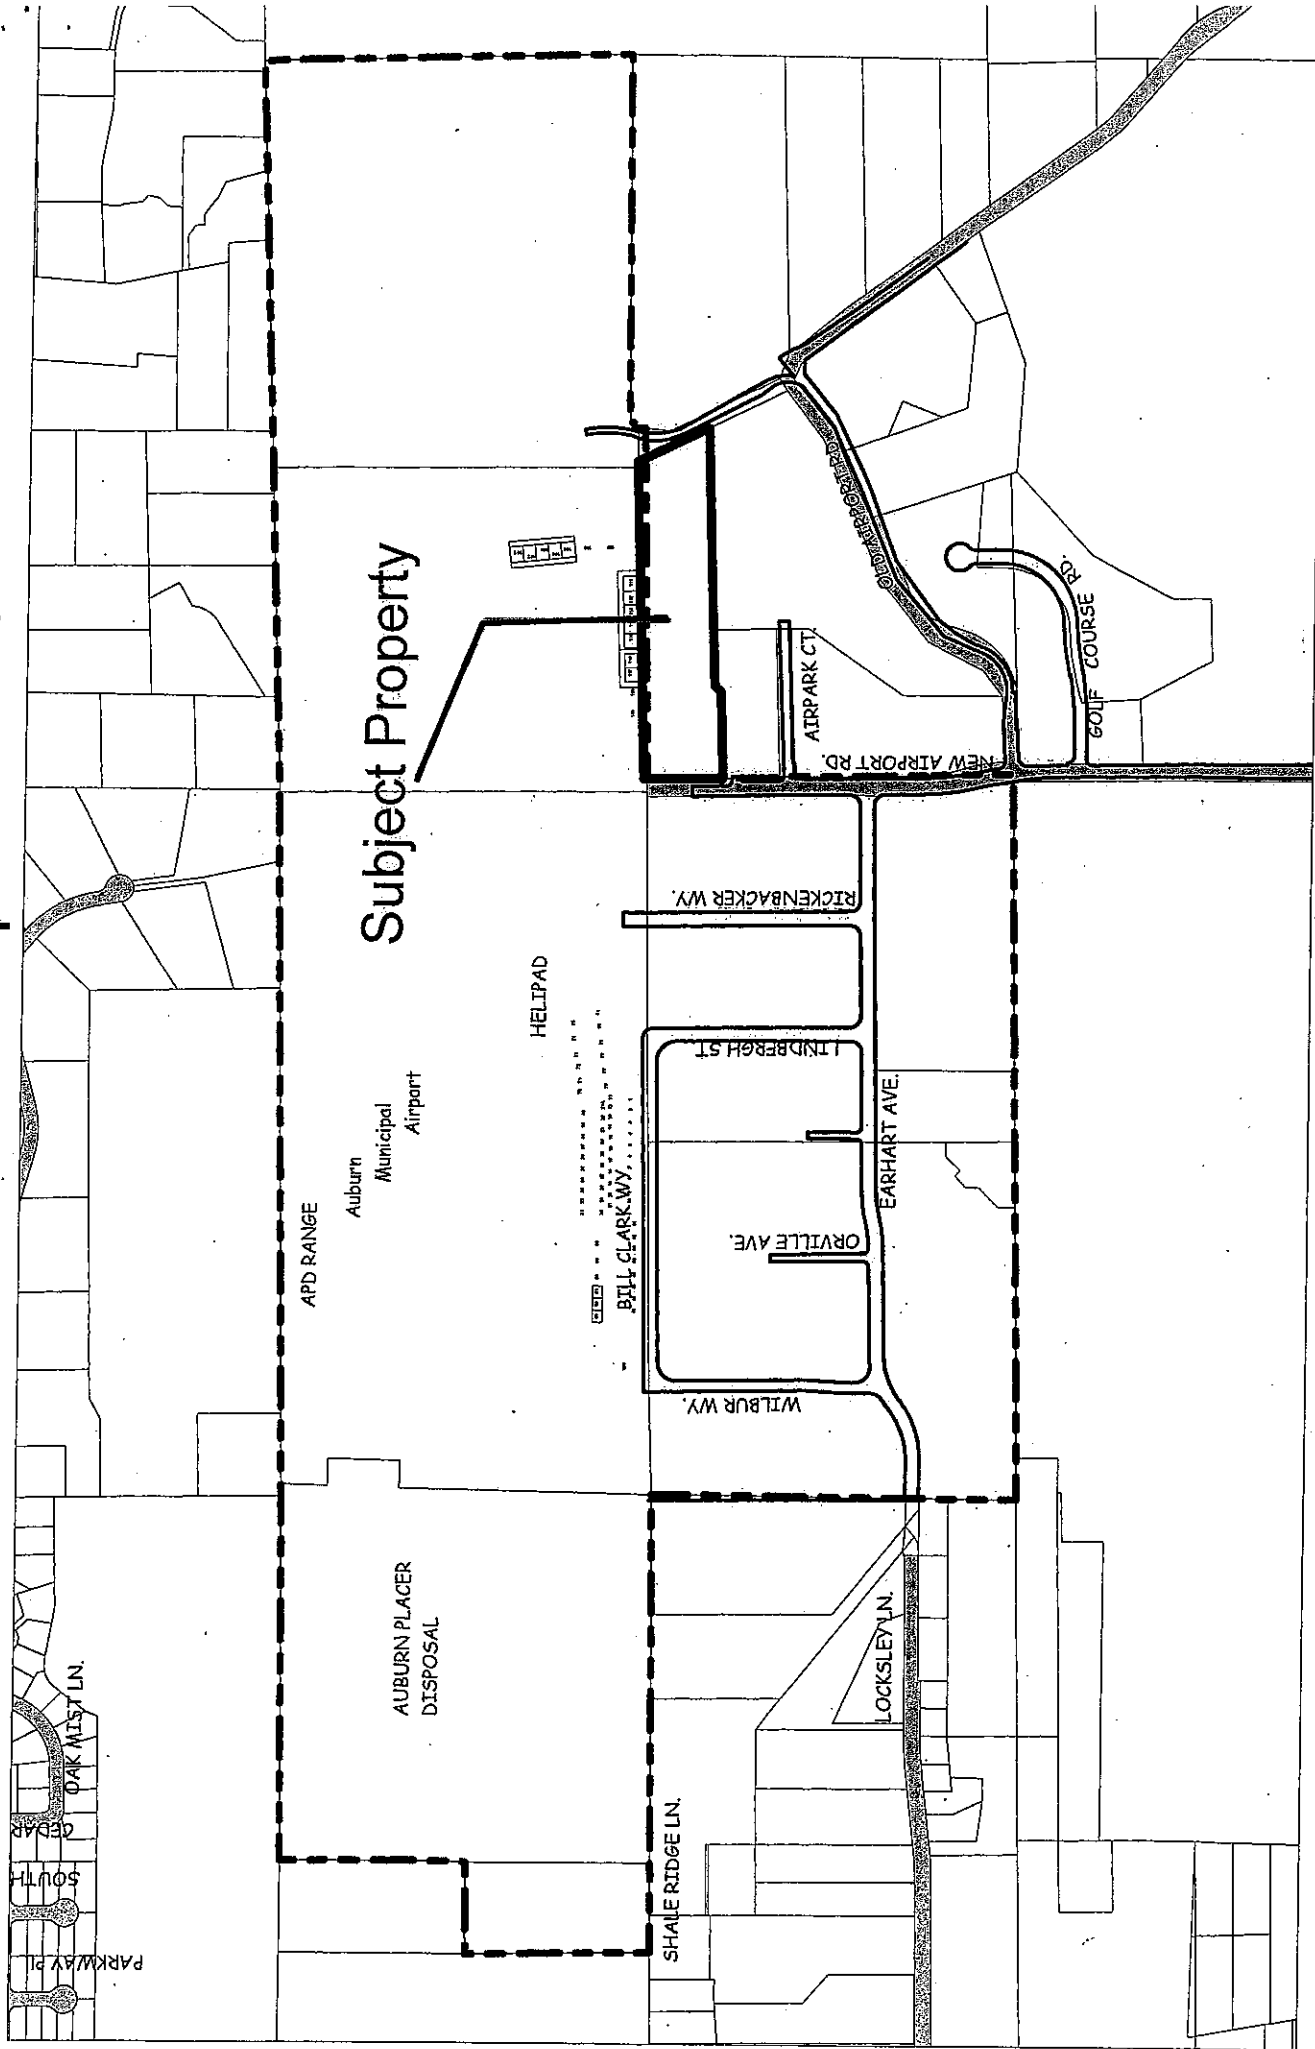 Subject Property
HELIPAD
Auburn
Municipal
Airport
APD RANGE
AUBURN PLACER
DISPOSAL
BILL CLARK WY.
RICKENBACKER WY.
LINDBERGH ST.
EARHART AVE.
ORVILLE AVE.
WILBUR WY.
NEW AIRPORT RD.
AIRPARK CT.
OLD AIRPORT RD.
GOLF COURSE RD.
LOCKSLEY LN.
SHALE RIDGE LN.
OAK MIST LN.
CEDAR
SOUTH
PARKWAY PL